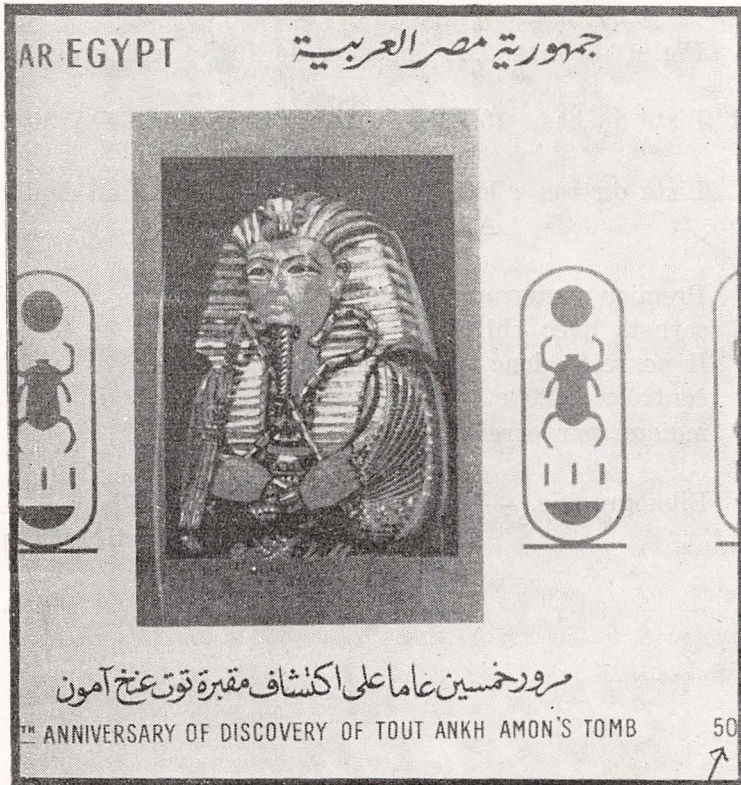 AR EGYPT جمهورية مصر العربية
مرور خمسين عاما على اكتشاف مقبرة توت عنخ آمون
TH ANNIVERSARY OF DISCOVERY OF TOUT ANKH AMON'S TOMB 50